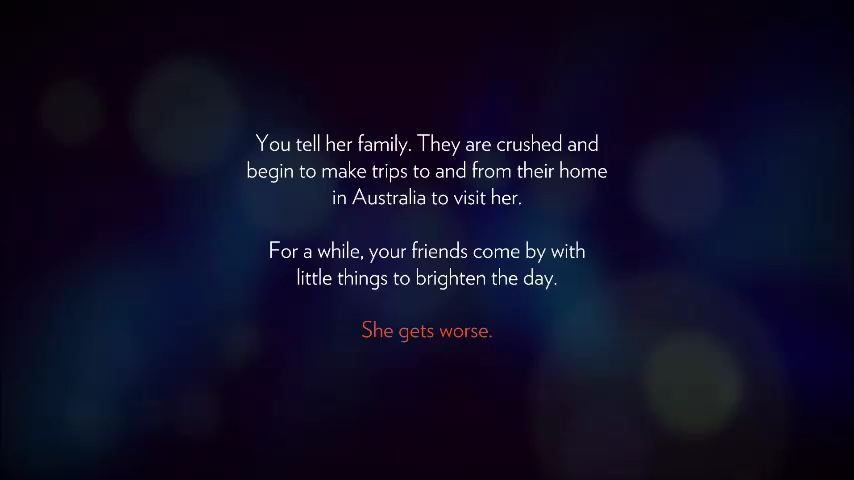 You tell her family. They are crushed and
begin to make trips to and from their home
in Australia to visit her.
For a while, your friends come by with
little things to brighten the day.
She gets worse.